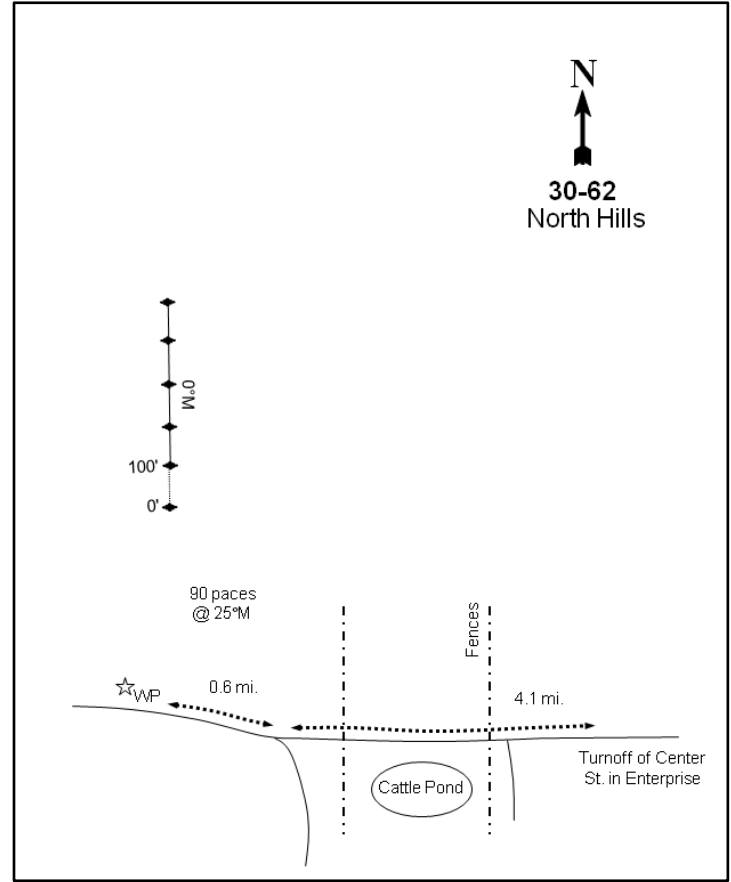 N
30-62
North Hills
0°M
100'
0'
90 paces
@ 25°M
Fences
WP
0.6 mi.
4.1 mi.
Turnoff of Center
St. in Enterprise
Cattle Pond